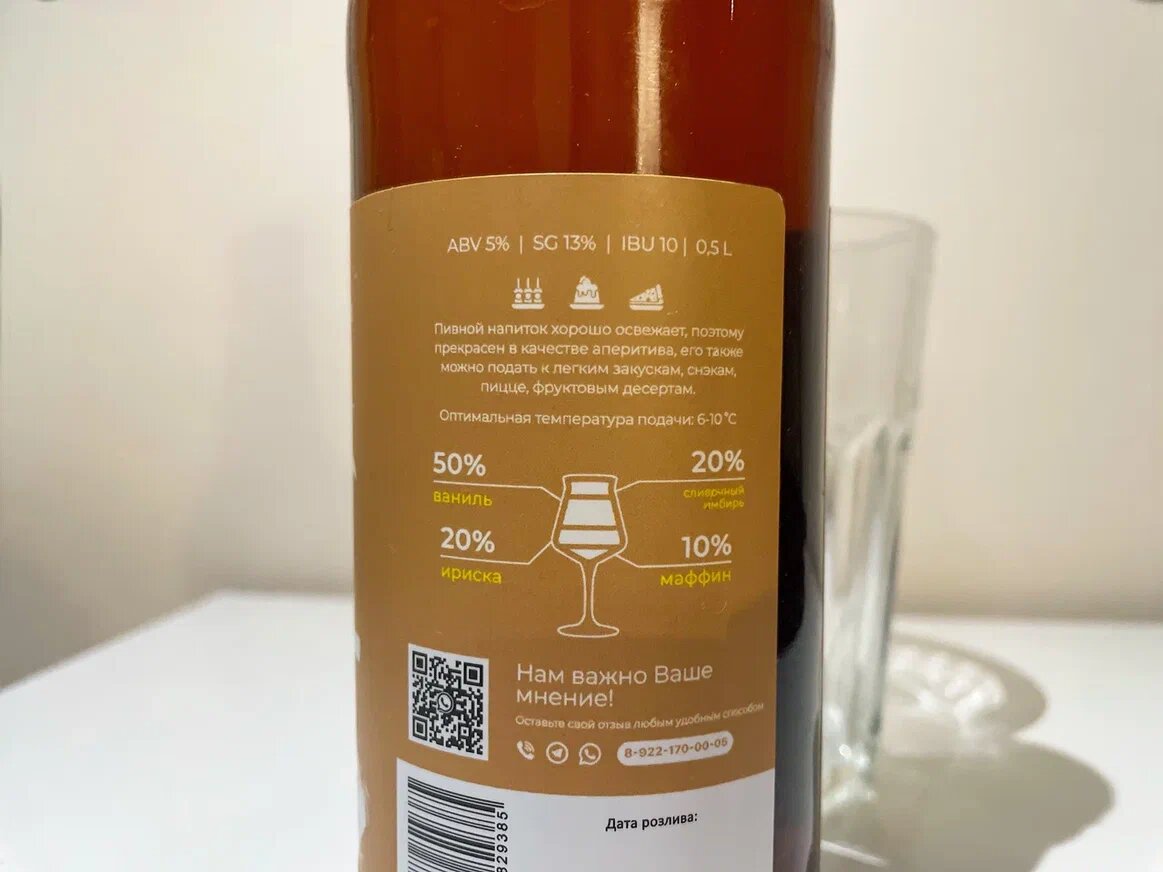 ABV 5% | SG 13% | IBU 10 | 0,5 L
Пивной напиток хорошо освежает, поэтому
прекрасен в качестве аперитива, его также
можно подать к легким закускам, снэкам,
пицце, фруктовым десертам.
Оптимальная температура подачи: 6-10 °C
50%
ваниль
20%
сливочный
имбирь
20%
ириска
10%
маффин
Нам важно Ваше
мнение!
Оставьте свой отзыв любым удобным способом
8-922-170-00-05
Дата розлива:
829385